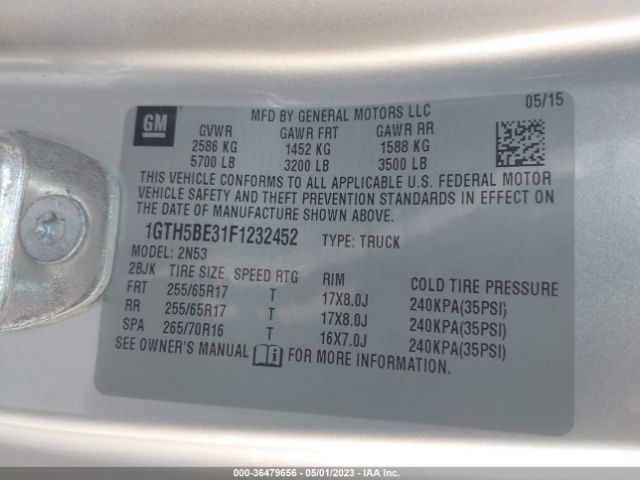 GM
MFD BY GENERAL MOTORS LLC 05/15
GVWR GAWR FRT GAWR RR
2586 KG 1452 KG 1588 KG
5700 LB 3200 LB 3500 LB
THIS VEHICLE CONFORMS TO ALL APPLICABLE U.S. FEDERAL MOTOR
VEHICLE SAFETY AND THEFT PREVENTION STANDARDS IN EFFECT
ON THE DATE OF MANUFACTURE SHOWN ABOVE.
1GTH5BE31F1232452 TYPE: TRUCK
MODEL: 2N53
2BJK TIRE SIZE SPEED RTG RIM COLD TIRE PRESSURE
FRT 255/65R17 T 17X8.0J 240KPA(35PSI)
RR 255/65R17 T 17X8.0J 240KPA(35PSI)
SPA 265/70R16 T 16X7.0J 240KPA(35PSI)
SEE OWNER'S MANUAL FOR MORE INFORMATION.
000-36479656 - 05/01/2023 - IAA Inc.